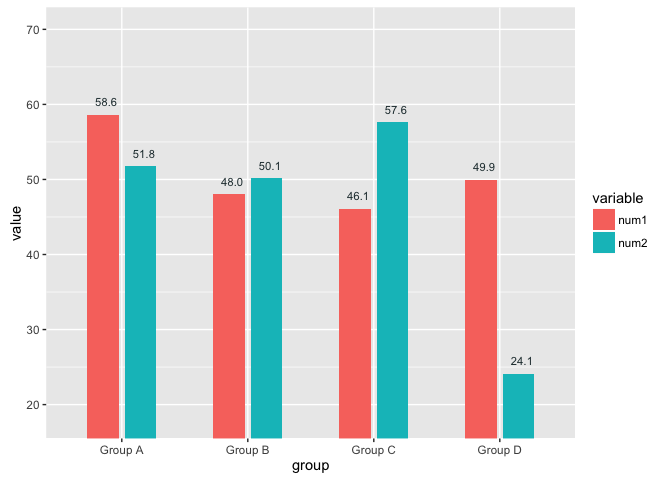 70
60
50
40
30
20
value
58.6
51.8
48.0
50.1
46.1
57.6
49.9
24.1
Group A
Group B
Group C
Group D
group
variable
num1
num2